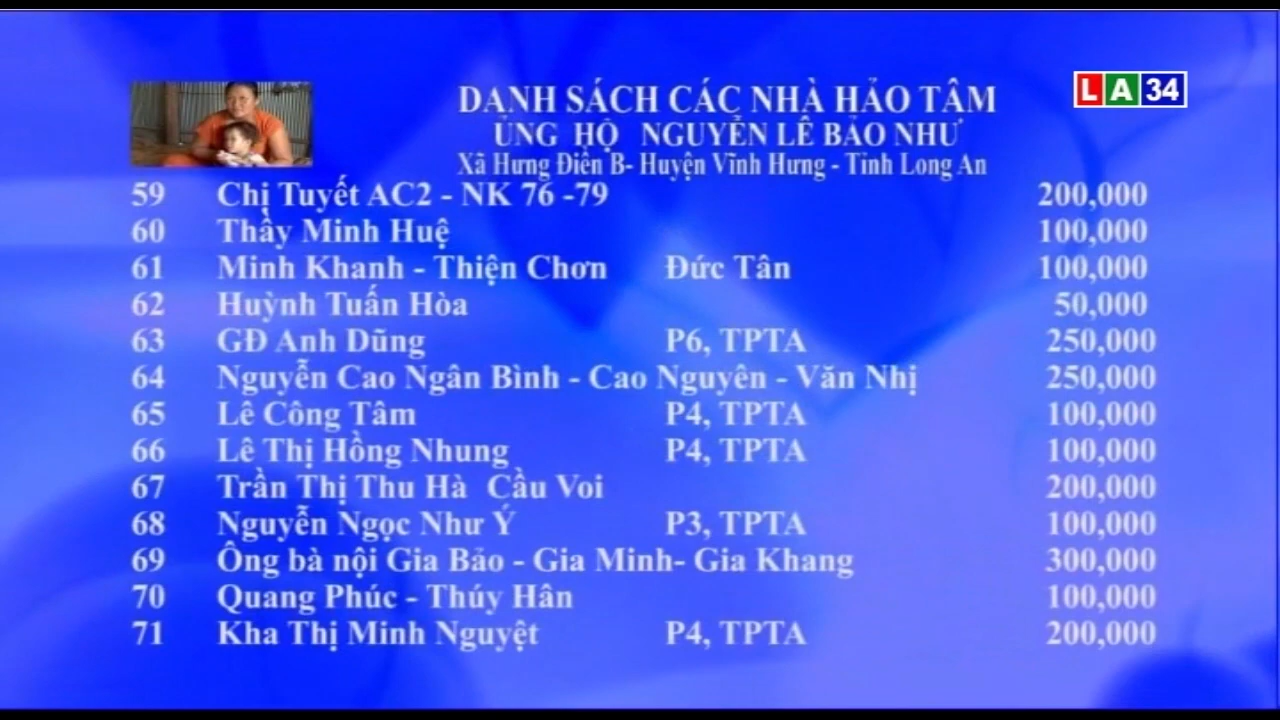 LA34
DANH SÁCH CÁC NHÀ HẢO TÂM
ỦNG HỘ NGUYỄN LÊ BẢO NHƯ
Xã Hưng Điền B- Huyện Vĩnh Hưng - Tỉnh Long An
59 Chị Tuyết AC2 - NK 76 -79 200,000
60 Thầy Minh Huệ 100,000
61 Minh Khanh - Thiện Chơn Đức Tân 100,000
62 Huỳnh Tuấn Hòa 50,000
63 GĐ Anh Dũng P6, TPTA 250,000
64 Nguyễn Cao Ngân Bình - Cao Nguyên - Văn Nhị 250,000
65 Lê Công Tâm P4, TPTA 100,000
66 Lê Thị Hồng Nhung P4, TPTA 100,000
67 Trần Thị Thu Hà Cầu Voi 200,000
68 Nguyễn Ngọc Như Ý P3, TPTA 100,000
69 Ông bà nội Gia Bảo - Gia Minh- Gia Khang 300,000
70 Quang Phúc - Thúy Hân 100,000
71 Kha Thị Minh Nguyệt P4, TPTA 200,000